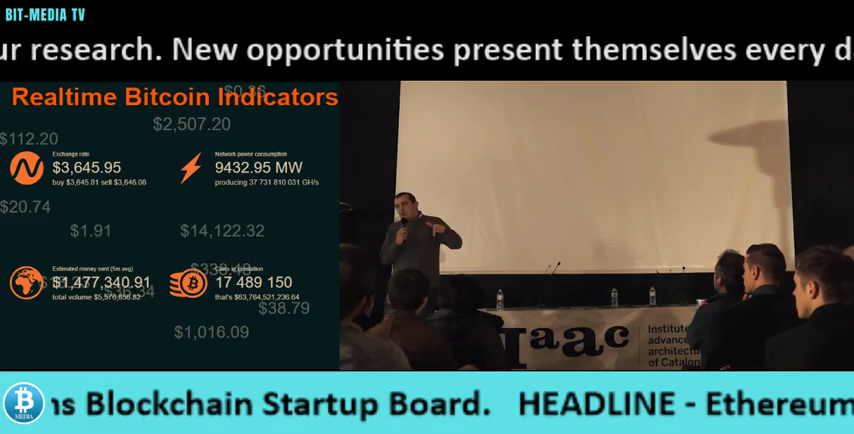 BIT-MEDIA TV
ur research. New opportunities present themselves every d
Realtime Bitcoin Indicators
$2,507.20
$112.20
Exchange rate
$3,645.95
buy $3,645.81 sell $3,646.08
Network power consumption
9432.95 MW
producing 37 731 810 031 GH/s
$20.74
$1.91
$14,122.32
Estimated money sent (5m avg)
$1,477,340.91
17 489 150
that's $63,764,521,236.64
$38.79
$1,016.09
Iaac
Institute
advance
architectu
of Catalon
BITCOIN
MEDIA
ns Blockchain Startup Board. HEADLINE - Ethereum